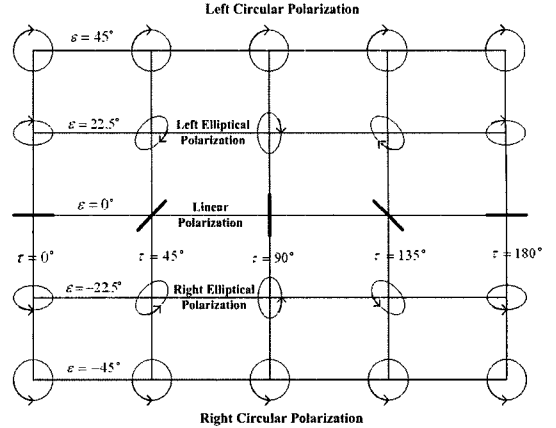 Left Circular Polarization
ε = 45°
ε = 22.5°
Left Elliptical
Polarization
ε = 0°
Linear
Polarization
τ = 0°
τ = 45°
τ = 90°
τ = 135°
τ = 180°
ε = −22.5°
Right Elliptical
Polarization
ε = −45°
Right Circular Polarization